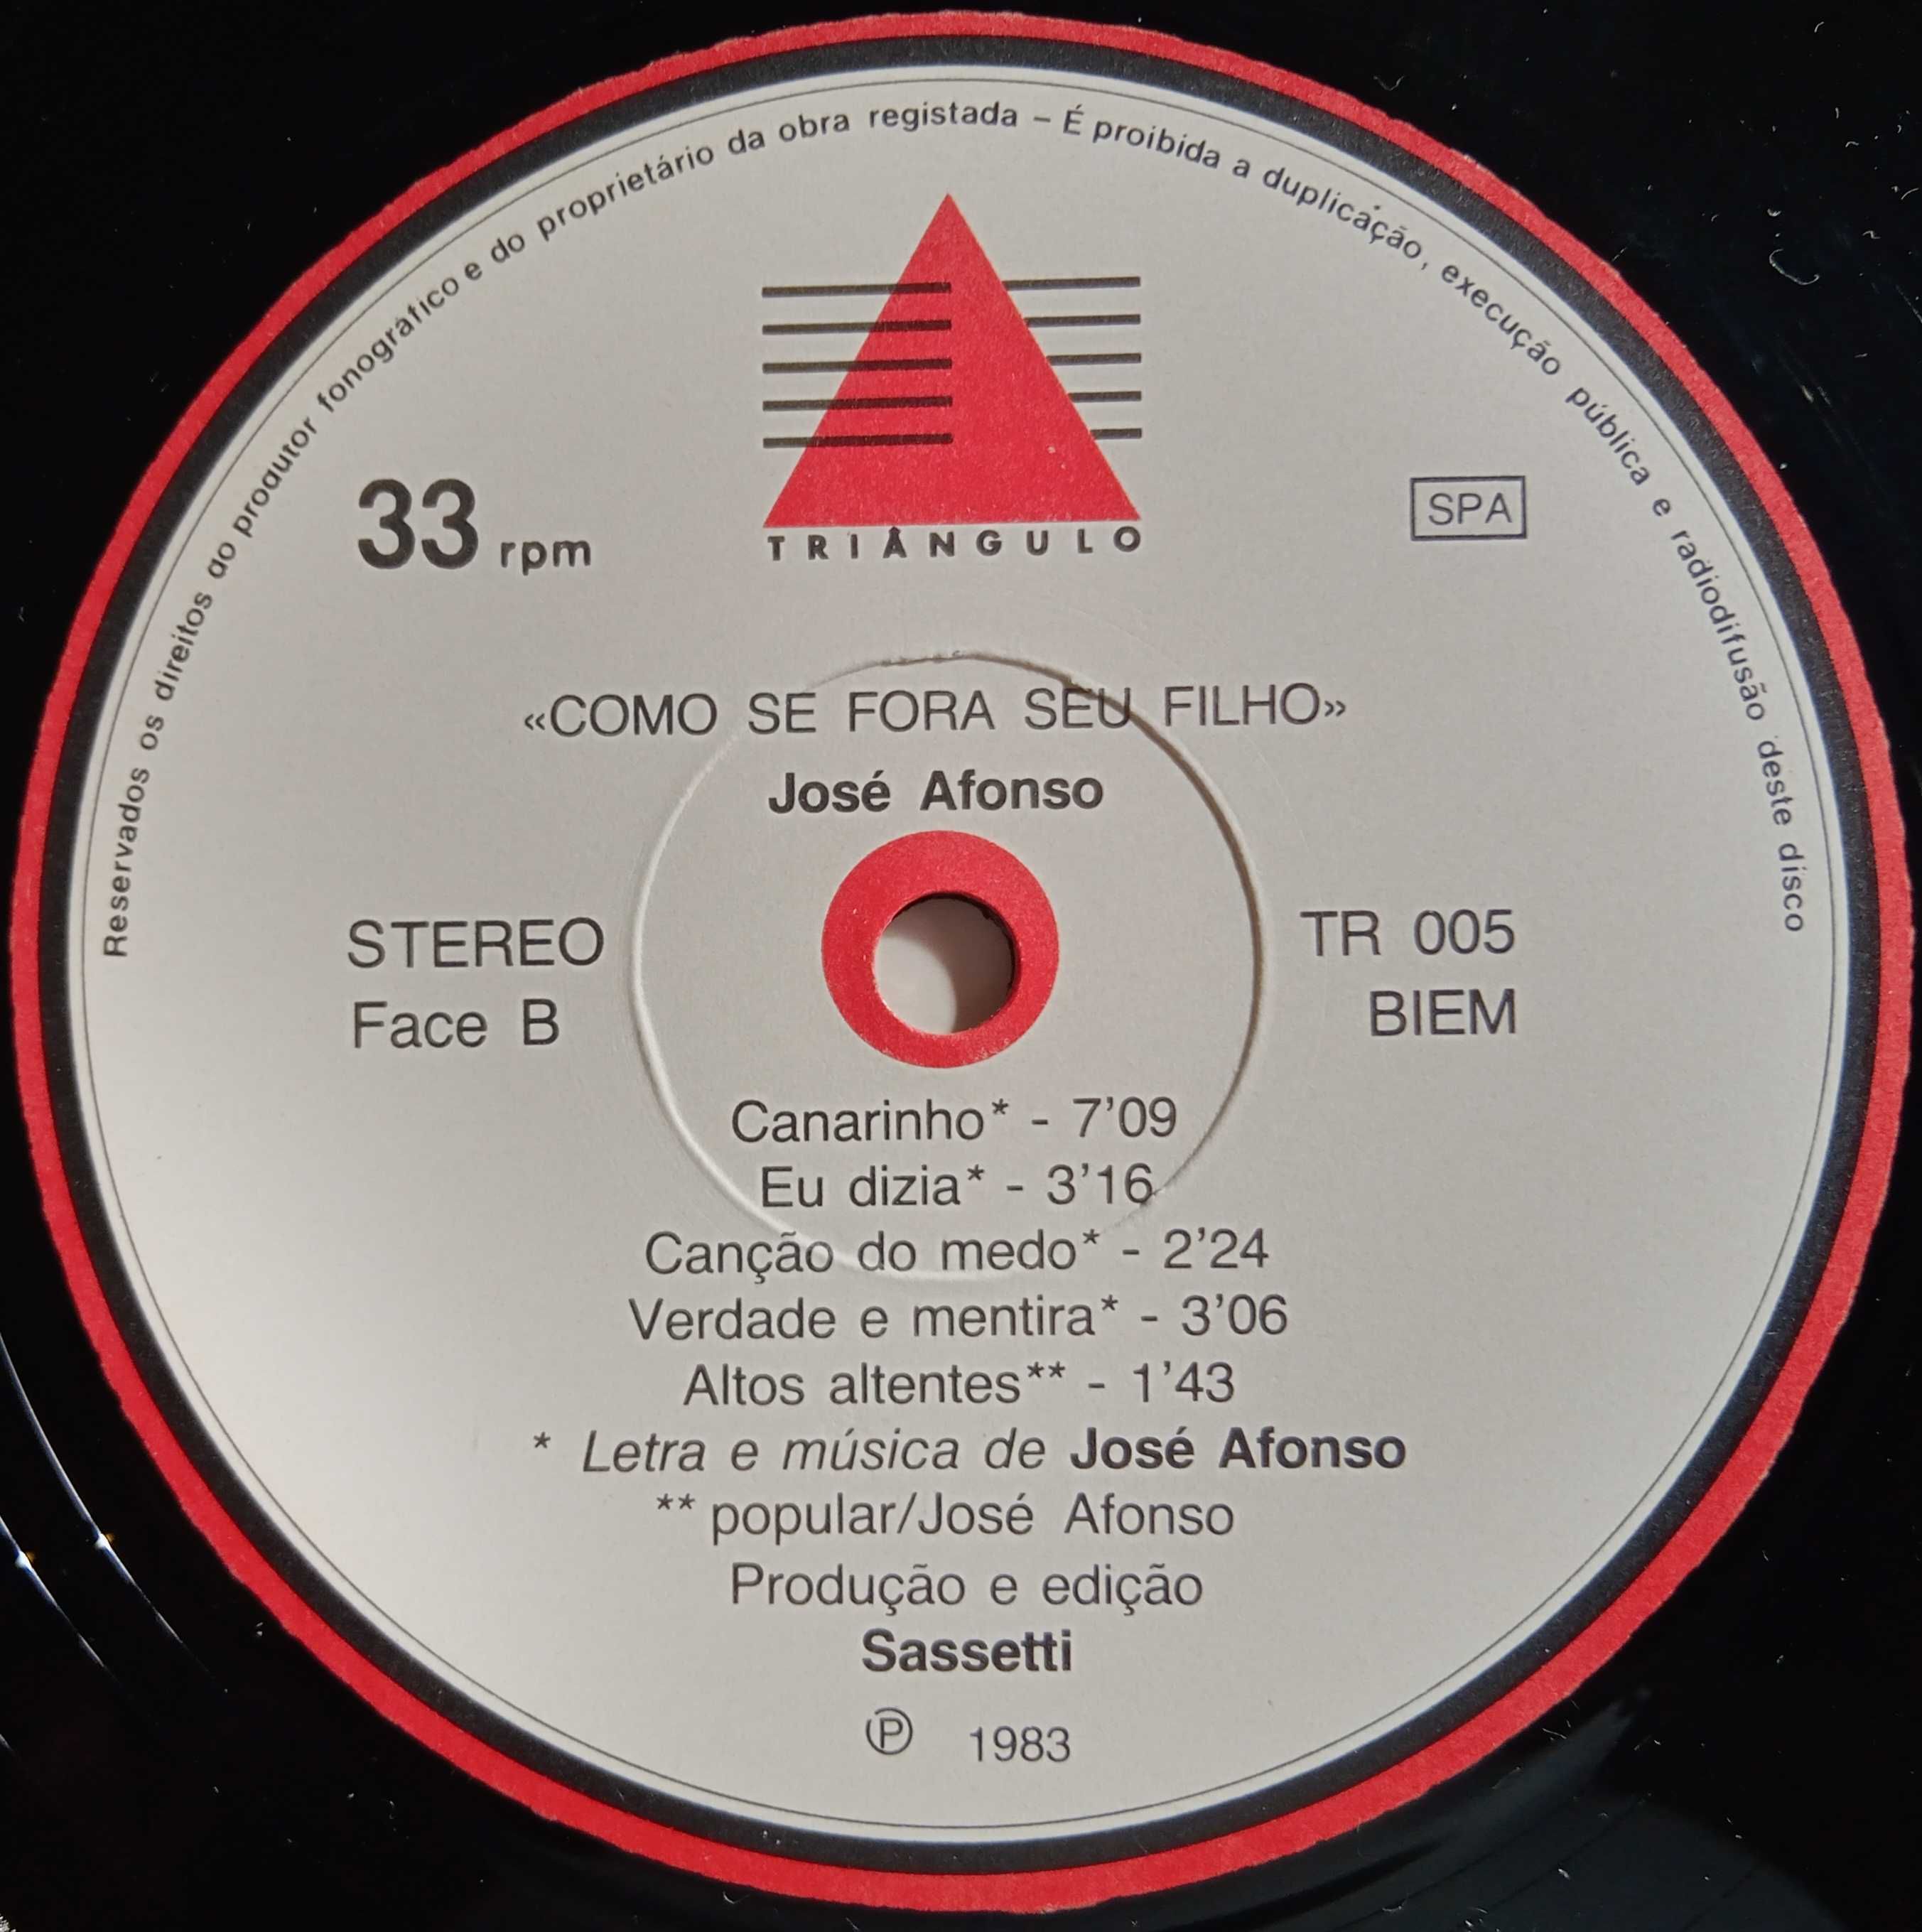 Reservados os direitos ao produtor fonográfico e do proprietário da obra registada – É proibida a duplicação, execução pública e radiodifusão deste disco
TRIÂNGULO
33 rpm
SPA
«COMO SE FORA SEU FILHO»
José Afonso
STEREO
Face B
TR 005
BIEM
Canarinho* - 7'09
Eu dizia* - 3'16
Canção do medo* - 2'24
Verdade e mentira* - 3'06
Altos altentes** - 1'43
* Letra e música de José Afonso
** popular/José Afonso
Produção e edição
Sassetti
℗ 1983